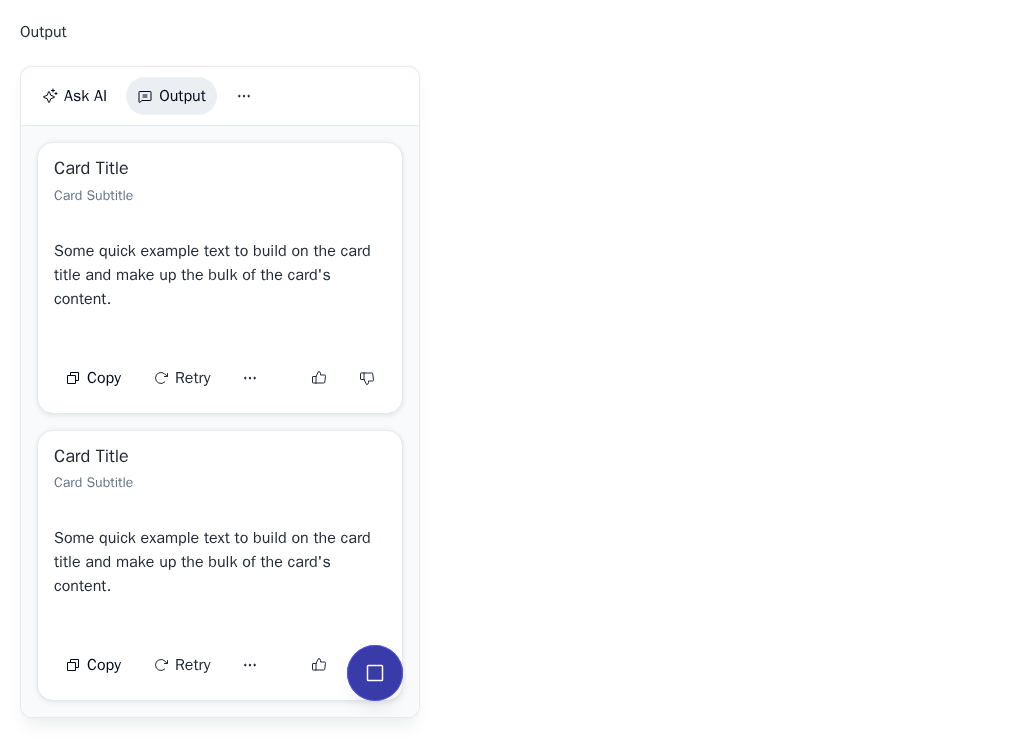 Output
Ask AI Output
Card Title
Card Subtitle
Some quick example text to build on the card
title and make up the bulk of the card's
content.
Copy Retry
Card Title
Card Subtitle
Some quick example text to build on the card
title and make up the bulk of the card's
content.
Copy Retry